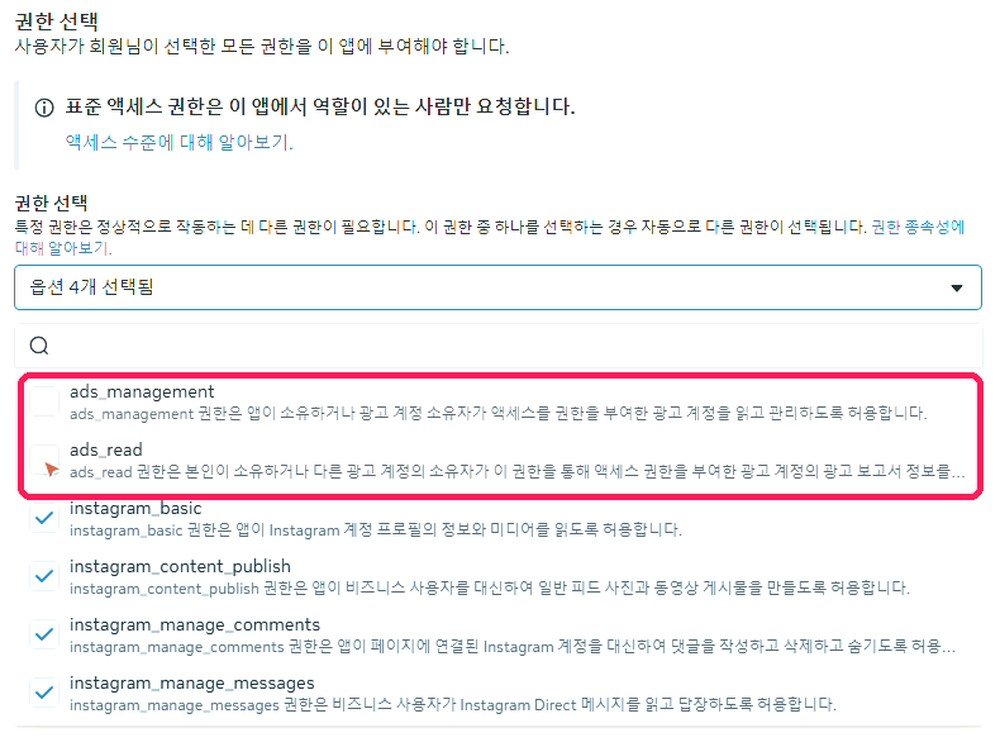 권한 선택
사용자가 회원님이 선택한 모든 권한을 이 앱에 부여해야 합니다.
표준 액세스 권한은 이 앱에서 역할이 있는 사람만 요청합니다.
액세스 수준에 대해 알아보기.
권한 선택
특정 권한은 정상적으로 작동하는 데 다른 권한이 필요합니다. 이 권한 중 하나를 선택하는 경우 자동으로 다른 권한이 선택됩니다. 권한 종속성에
대해 알아보기.
옵션 4개 선택됨
ads_management
ads_management 권한은 앱이 소유하거나 광고 계정 소유자가 액세스를 권한을 부여한 광고 계정을 읽고 관리하도록 허용합니다.
ads_read
ads_read 권한은 본인이 소유하거나 다른 광고 계정의 소유자가 이 권한을 통해 액세스 권한을 부여한 광고 계정의 광고 보고서 정보를...
instagram_basic
instagram_basic 권한은 앱이 Instagram 계정 프로필의 정보와 미디어를 읽도록 허용합니다.
instagram_content_publish
instagram_content_publish 권한은 앱이 비즈니스 사용자를 대신하여 일반 피드 사진과 동영상 게시물을 만들도록 허용합니다.
instagram_manage_comments
instagram_manage_comments 권한은 앱이 페이지에 연결된 Instagram 계정을 대신하여 댓글을 작성하고 삭제하고 숨기도록 허용...
instagram_manage_messages
instagram_manage_messages 권한은 비즈니스 사용자가 Instagram Direct 메시지를 읽고 답장하도록 허용합니다.